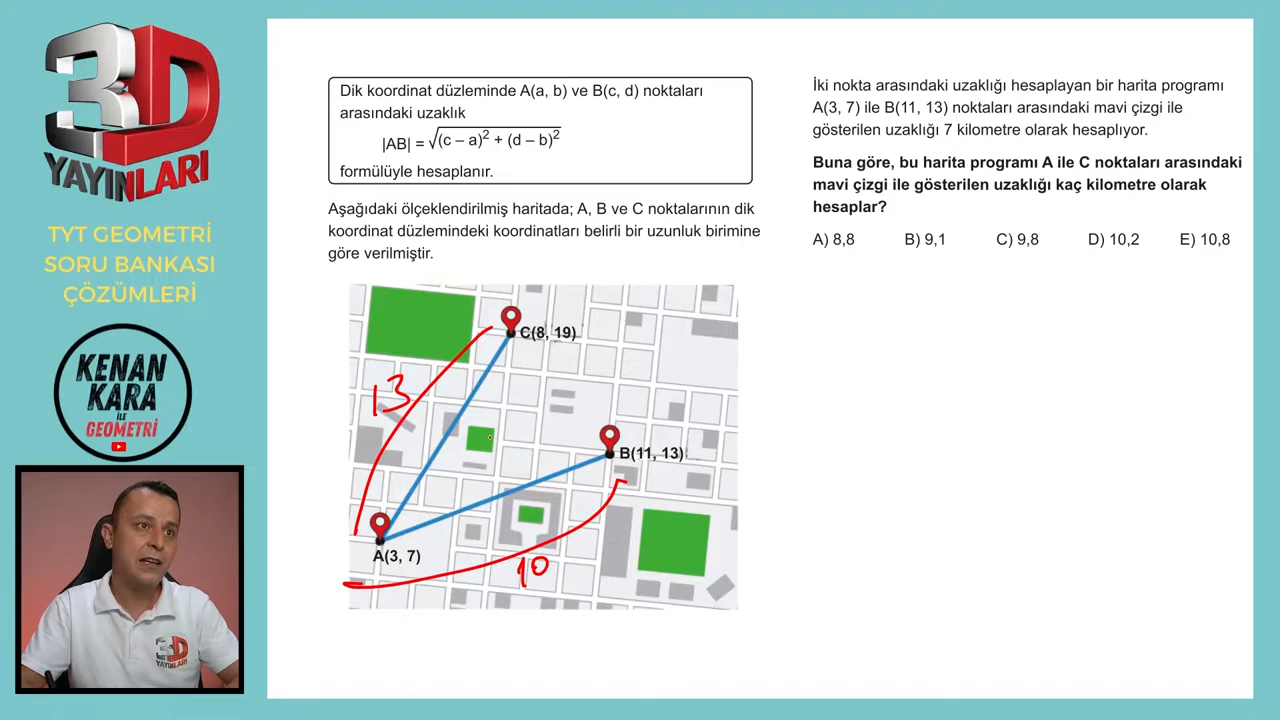 3D
YAYINLARI
TYT GEOMETRİ
SORU BANKASI
ÇÖZÜMLERİ
KENAN
KARA
İLE
GEOMETRİ
3D
YAYINLARI
Dik koordinat düzleminde A(a, b) ve B(c, d) noktaları
arasındaki uzaklık
|AB| = √(c – a)² + (d – b)²
formülüyle hesaplanır.
Aşağıdaki ölçeklendirilmiş haritada; A, B ve C noktalarının dik
koordinat düzlemindeki koordinatları belirli bir uzunluk birimine
göre verilmiştir.
C(8, 19)
13
B(11, 13)
A(3, 7)
10
İki nokta arasındaki uzaklığı hesaplayan bir harita programı
A(3, 7) ile B(11, 13) noktaları arasındaki mavi çizgi ile
gösterilen uzaklığı 7 kilometre olarak hesaplıyor.
Buna göre, bu harita programı A ile C noktaları arasındaki
mavi çizgi ile gösterilen uzaklığı kaç kilometre olarak
hesaplar?
A) 8,8 B) 9,1 C) 9,8 D) 10,2 E) 10,8